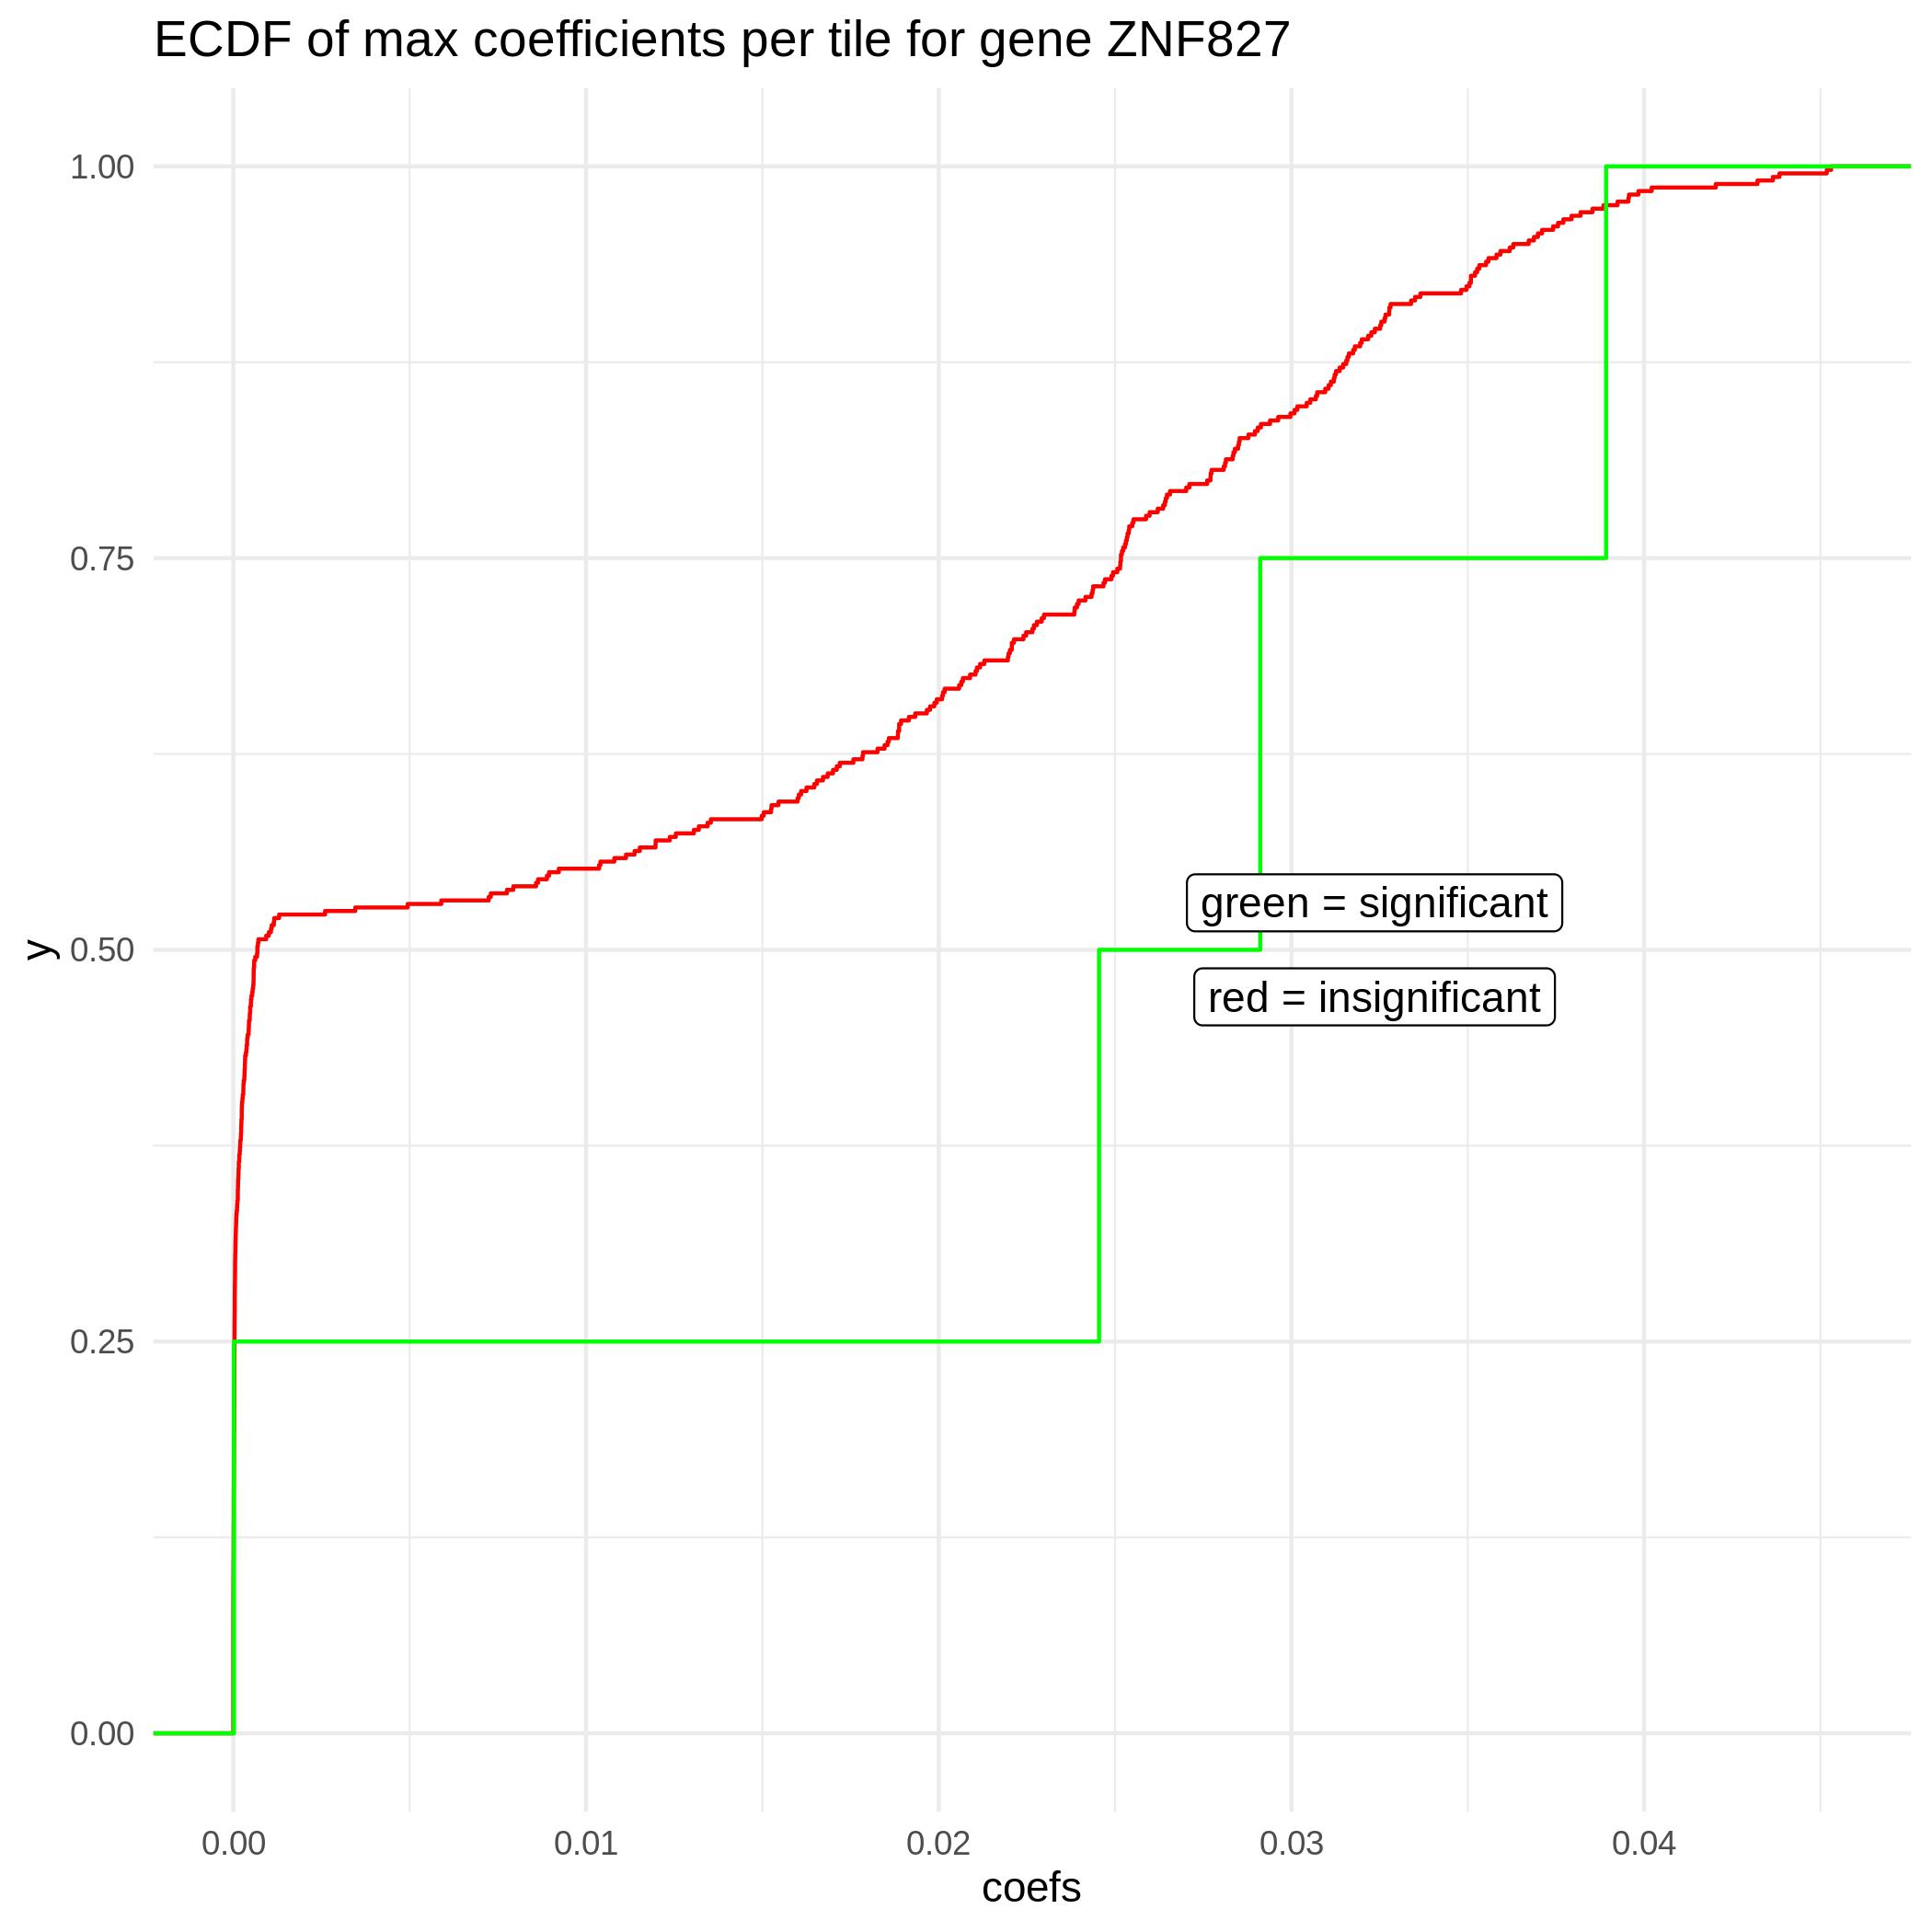 ECDF of max coefficients per tile for gene ZNF827
1.00
0.75
0.50
0.25
0.00
y
green = significant
red = insignificant
0.00 0.01 0.02 0.03 0.04
coefs